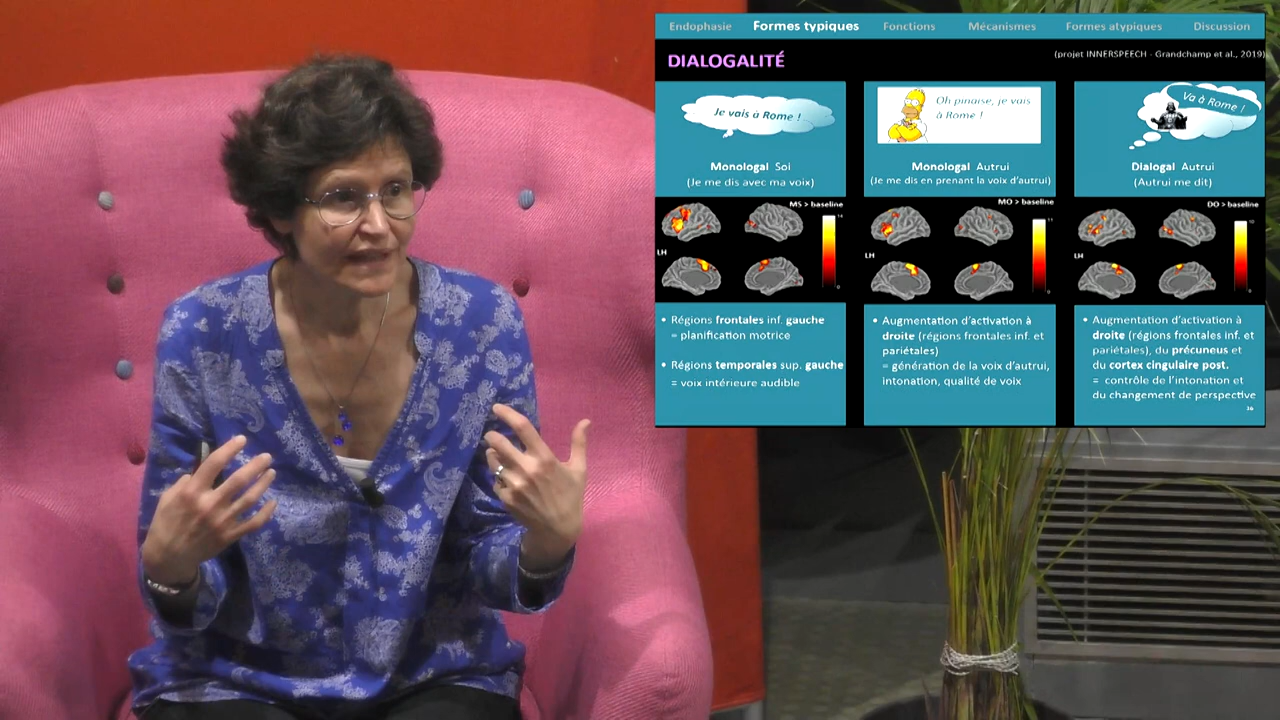 Endophasie Formes typiques Fonctions Mécanismes Formes atypiques Discussion
DIALOGALITÉ
(projet INNERSPEECH - Grandchamp et al., 2019)
Je vais à Rome !
Monologal Soi
(Je me dis avec ma voix)
MS > baseline
LH
• Régions frontales inf. gauche
= planification motrice
• Régions temporales sup. gauche
= voix intérieure audible
Oh pinaise, je vais
à Rome !
Monologal Autrui
(Je me dis en prenant la voix d'autrui)
MO > baseline
LH
• Augmentation d'activation à
droite (régions frontales inf. et
pariétales)
= génération de la voix d'autrui,
intonation, qualité de voix
Va à Rome !
Dialogal Autrui
(Autrui me dit)
DO > baseline
LH
• Augmentation d'activation à
droite (régions frontales inf. et
pariétales), du précuneus et
du cortex cingulaire post.
= contrôle de l'intonation et
du changement de perspective